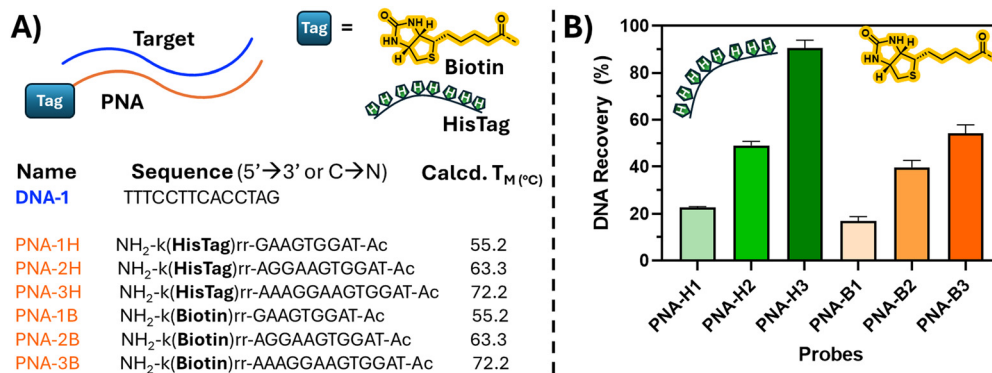 A)
Target
Tag
PNA
Tag =
O
HN NH
H H
S
O
Biotin
H H H H H H H H
HisTag
Name Sequence (5'→3' or C→N) Calcd. TM (ºC)
DNA-1 TTTCCTTCACCTAG
PNA-1H NH2-k(HisTag)rr-GAAGTGGAT-Ac 55.2
PNA-2H NH2-k(HisTag)rr-AGGAAGTGGAT-Ac 63.3
PNA-3H NH2-k(HisTag)rr-AAAGGAAGTGGAT-Ac 72.2
PNA-1B NH2-k(Biotin)rr-GAAGTGGAT-Ac 55.2
PNA-2B NH2-k(Biotin)rr-AGGAAGTGGAT-Ac 63.3
PNA-3B NH2-k(Biotin)rr-AAAGGAAGTGGAT-Ac 72.2
B)
DNA Recovery (%)
100
80
60
40
20
0
H H H H H H H H
O
HN NH
H H
S
O
PNA-H1
PNA-H2
PNA-H3
PNA-B1
PNA-B2
PNA-B3
Probes